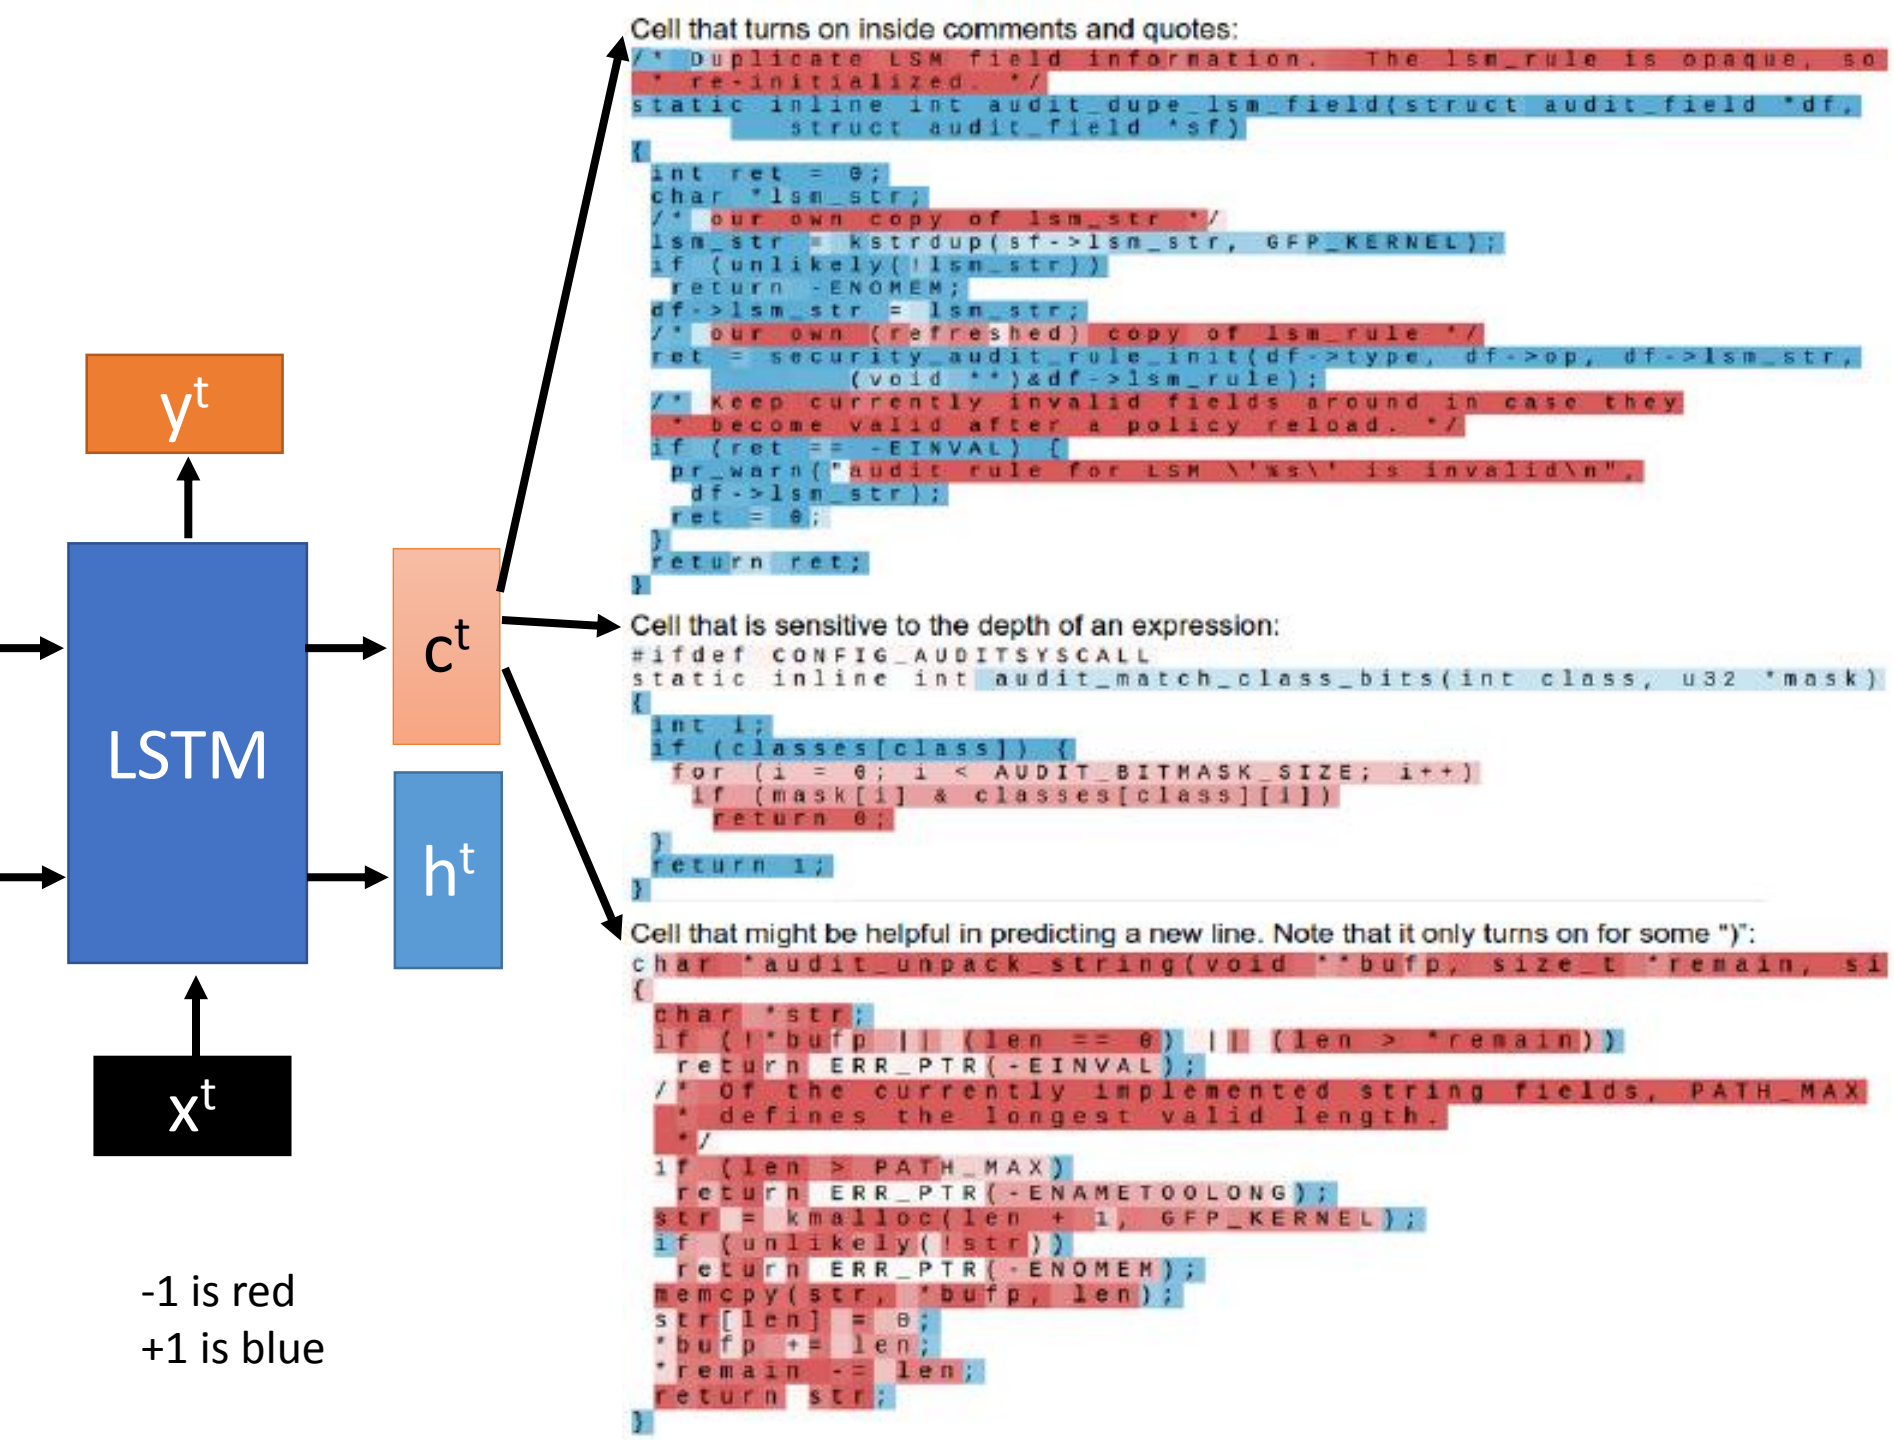 Cell that turns on inside comments and quotes:
/* Duplicate LSM field information.  The lsm_rule is opaque, so
 * re-initialized. */
static inline int audit_dupe_lsm_field(struct audit_field *df,
        struct audit_field *sf)
{
 int ret = 0;
 char *lsm_str;
 /* our own copy of lsm_str */
 lsm_str = kstrdup(sf->lsm_str, GFP_KERNEL);
 if (unlikely(!lsm_str))
  return -ENOMEM;
 df->lsm_str = lsm_str;
 /* our own (refreshed) copy of lsm_rule */
 ret = security_audit_rule_init(df->type, df->op, df->lsm_str,
           (void **)&df->lsm_rule);
 /* Keep currently invalid fields around in case they
  * become valid after a policy reload. */
 if (ret == -EINVAL) {
  pr_warn("audit rule for LSM \'%s\' is invalid\n",
   df->lsm_str);
  ret = 0;
 }
 return ret;
}
y^t
LSTM
c^t
h^t
x^t
Cell that is sensitive to the depth of an expression:
#ifdef CONFIG_AUDITSYSCALL
static inline int audit_match_class_bits(int class, u32 *mask)
{
 int i;
 if (classes[class]) {
  for (i = 0; i < AUDIT_BITMASK_SIZE; i++)
   if (mask[i] & classes[class][i])
    return 0;
 }
 return 1;
}
Cell that might be helpful in predicting a new line. Note that it only turns on for some ")":
char *audit_unpack_string(void **bufp, size_t *remain, si
{
 char *str;
 if (!*bufp || (len == 0) || (len > *remain))
  return ERR_PTR(-EINVAL);
 /* Of the currently implemented string fields, PATH_MAX
  * defines the longest valid length.
  */
 if (len > PATH_MAX)
  return ERR_PTR(-ENAMETOOLONG);
 str = kmalloc(len + 1, GFP_KERNEL);
 if (unlikely(!str))
  return ERR_PTR(-ENOMEM);
 memcpy(str, *bufp, len);
 str[len] = 0;
 *bufp += len;
 *remain -= len;
 return str;
}
-1 is red
+1 is blue